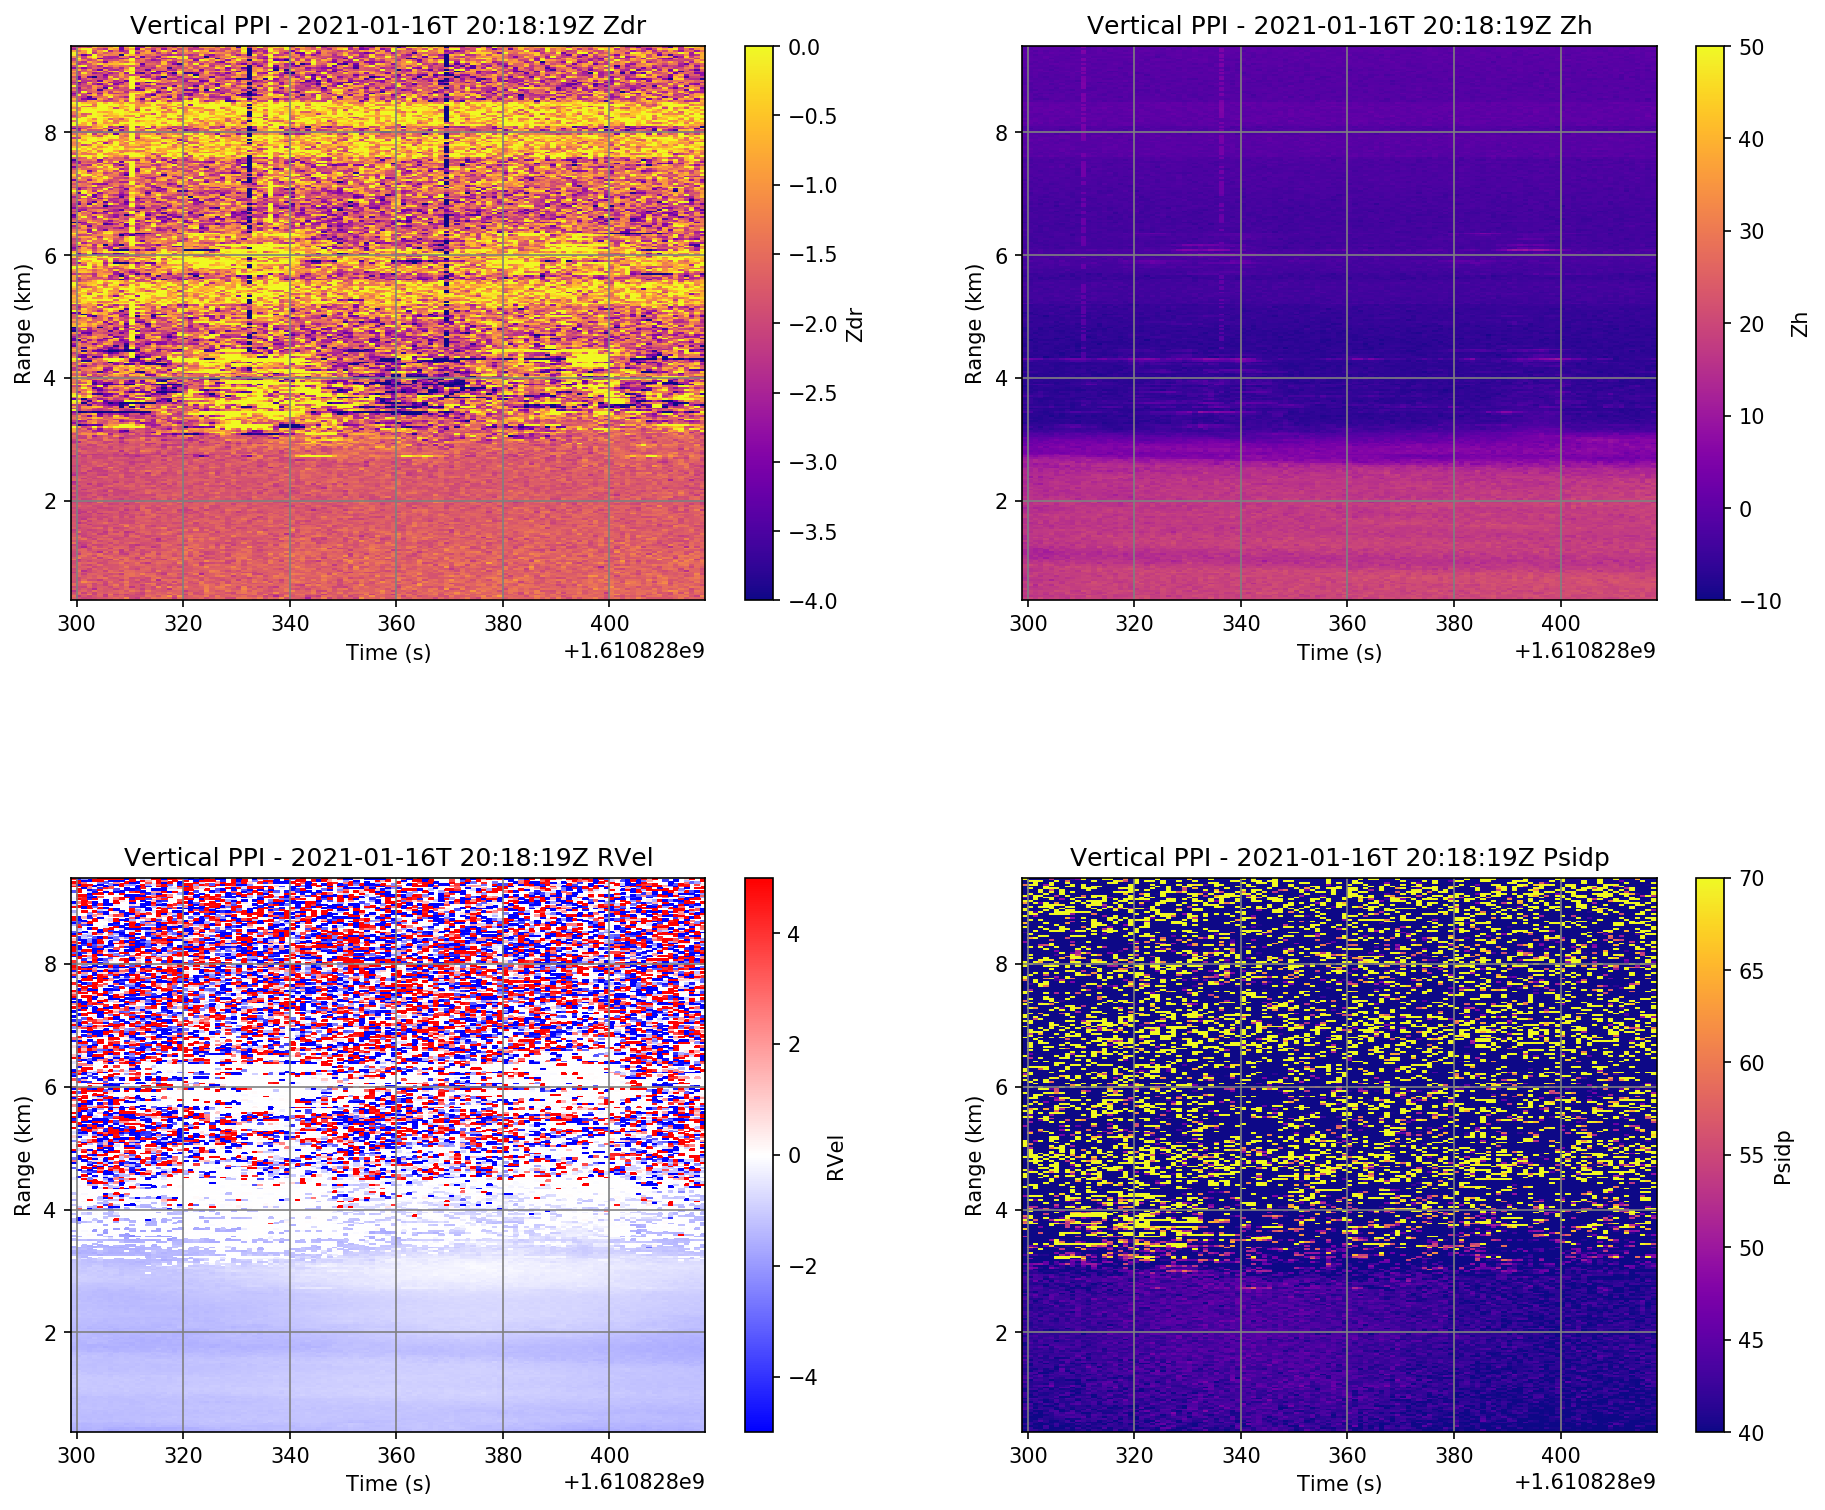 Vertical PPI - 2021-01-16T 20:18:19Z Zdr
8
6
4
2
Range (km)
300 320 340 360 380 400
Time (s)
+1.610828e9
0.0
−0.5
−1.0
−1.5
−2.0
−2.5
−3.0
−3.5
−4.0
Zdr
Vertical PPI - 2021-01-16T 20:18:19Z Zh
8
6
4
2
Range (km)
300 320 340 360 380 400
Time (s)
+1.610828e9
50
40
30
20
10
0
−10
Zh
Vertical PPI - 2021-01-16T 20:18:19Z RVel
8
6
4
2
Range (km)
300 320 340 360 380 400
Time (s)
+1.610828e9
4
2
0
−2
−4
RVel
Vertical PPI - 2021-01-16T 20:18:19Z Psidp
8
6
4
2
Range (km)
300 320 340 360 380 400
Time (s)
+1.610828e9
70
65
60
55
50
45
40
Psidp